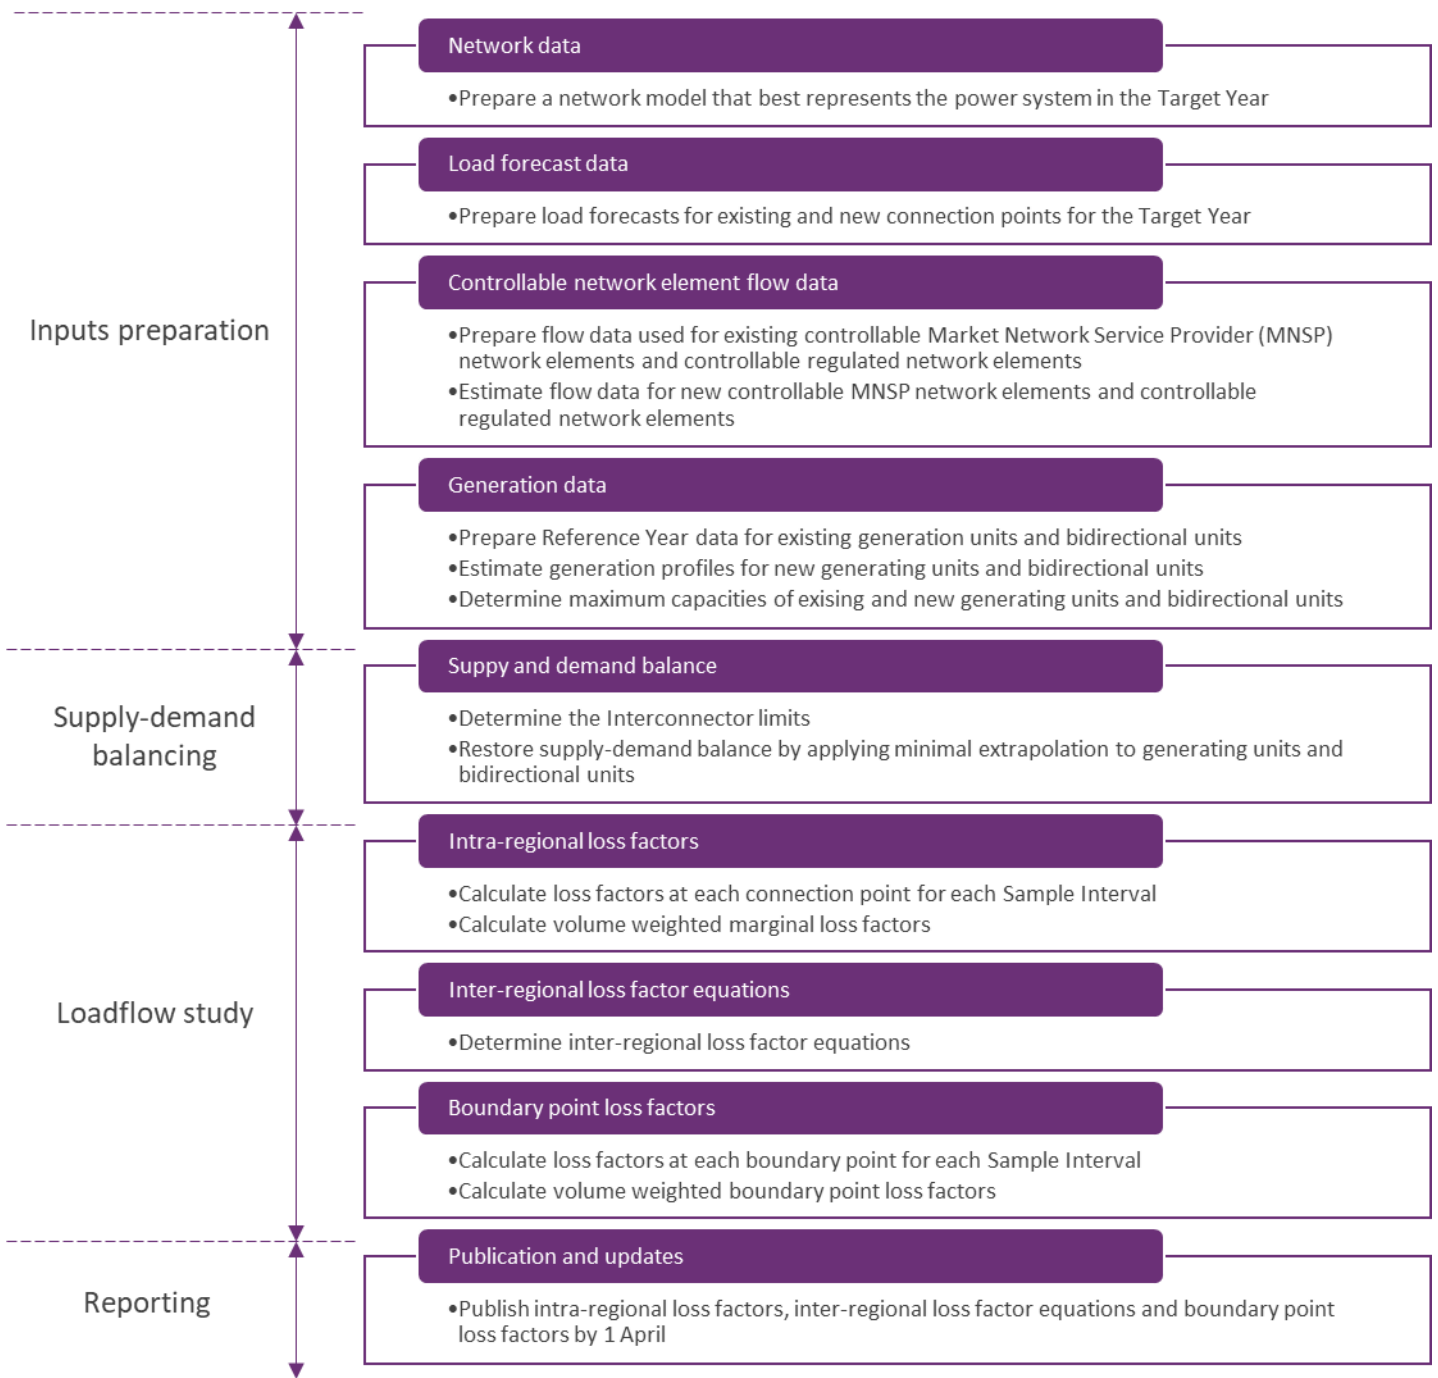 Inputs preparation
Network data
•Prepare a network model that best represents the power system in the Target Year
Load forecast data
•Prepare load forecasts for existing and new connection points for the Target Year
Controllable network element flow data
•Prepare flow data used for existing controllable Market Network Service Provider (MNSP)
network elements and controllable regulated network elements
•Estimate flow data for new controllable MNSP network elements and controllable
regulated network elements
Generation data
•Prepare Reference Year data for existing generation units and bidirectional units
•Estimate generation profiles for new generating units and bidirectional units
•Determine maximum capacities of exising and new generating units and bidirectional units
Supply-demand
balancing
Suppy and demand balance
•Determine the Interconnector limits
•Restore supply-demand balance by applying minimal extrapolation to generating units and
bidirectional units
Loadflow study
Intra-regional loss factors
•Calculate loss factors at each connection point for each Sample Interval
•Calculate volume weighted marginal loss factors
Inter-regional loss factor equations
•Determine inter-regional loss factor equations
Boundary point loss factors
•Calculate loss factors at each boundary point for each Sample Interval
•Calculate volume weighted boundary point loss factors
Reporting
Publication and updates
•Publish intra-regional loss factors, inter-regional loss factor equations and boundary point
loss factors by 1 April